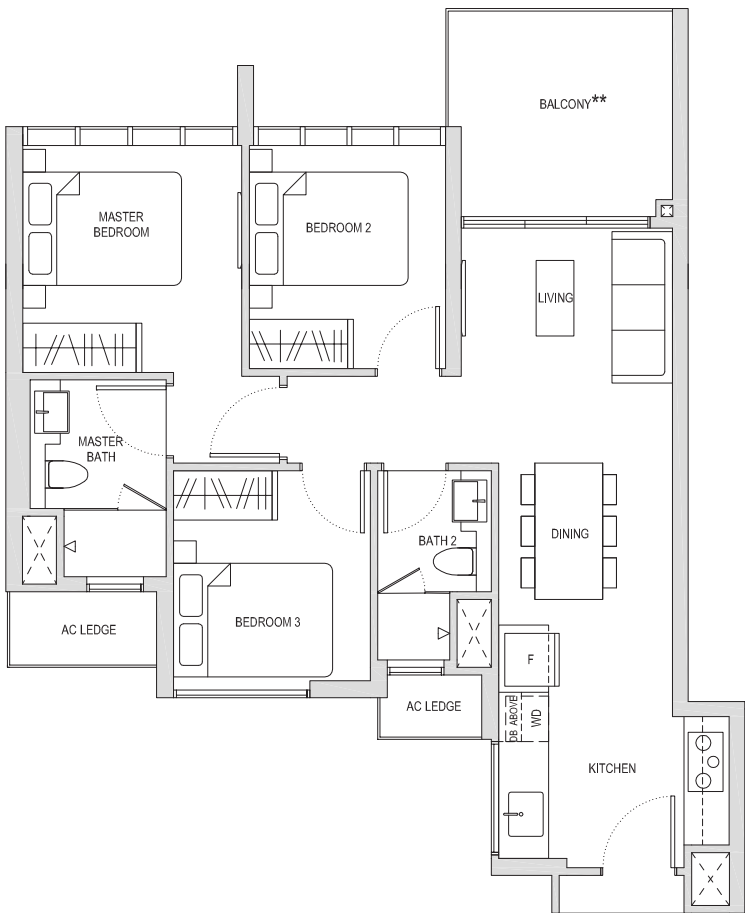 BALCONY**
MASTER
BEDROOM
BEDROOM 2
LIVING
MASTER
BATH
DINING
BATH 2
BEDROOM 3
AC LEDGE
F
AC LEDGE
DB ABOVE
WD
KITCHEN
x